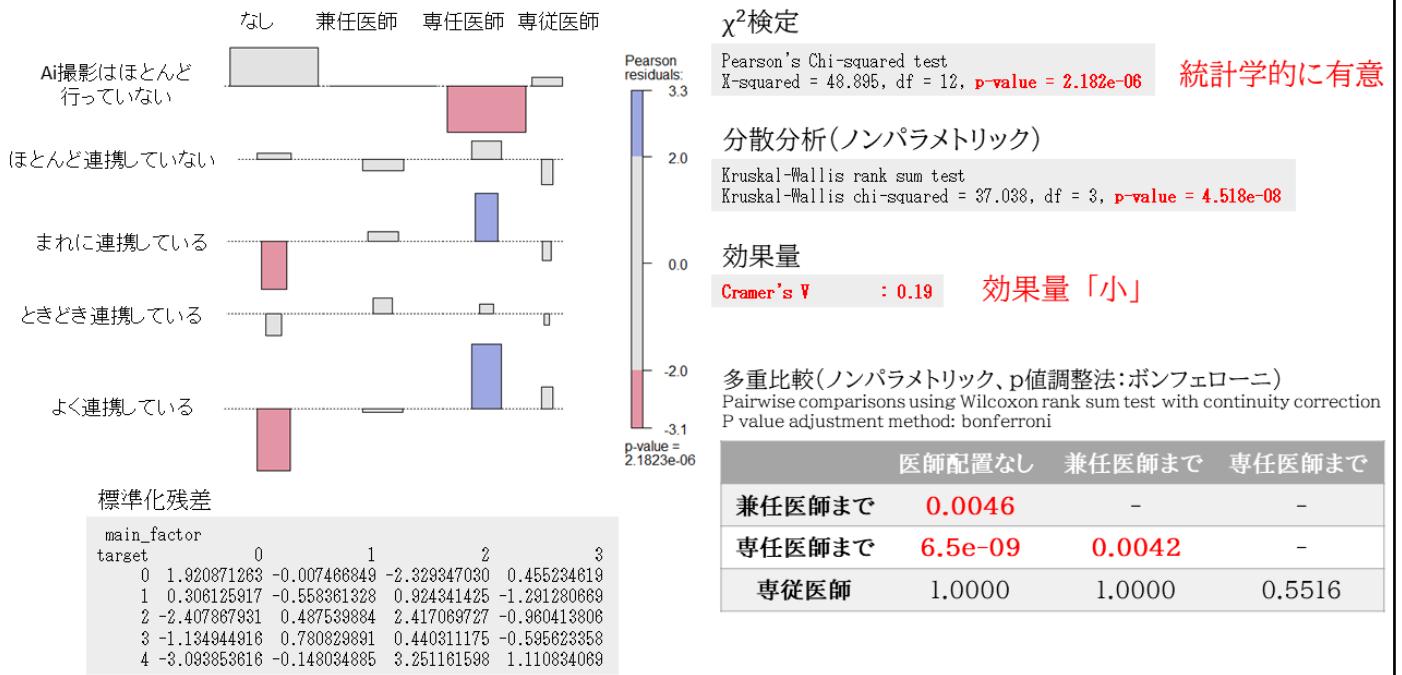 なし 兼任医師 専任医師 専従医師
Ai撮影はほとんど
行っていない
ほとんど連携していない
まれに連携している
ときどき連携している
よく連携している
Pearson
residuals:
3.3
2.0
0.0
-2.0
-3.1
p-value =
2.1823e-06
標準化残差
main_factor
target 0 1 2 3
0 1.920871263 -0.007466849 -2.329347030 0.455234619
1 0.306125917 -0.558361328 0.924341425 -1.291280669
2 -2.407867931 0.487539884 2.417069727 -0.960413806
3 -1.134944916 0.780829891 0.440311175 -0.595623358
4 -3.093853616 -0.148034885 3.251161598 1.110834069
χ²検定
Pearson's Chi-squared test
X-squared = 48.895, df = 12, p-value = 2.182e-06
統計学的に有意
分散分析(ノンパラメトリック)
Kruskal-Wallis rank sum test
Kruskal-Wallis chi-squared = 37.038, df = 3, p-value = 4.518e-08
効果量
Cramer's V : 0.19
効果量「小」
多重比較(ノンパラメトリック、p値調整法:ボンフェローニ)
Pairwise comparisons using Wilcoxon rank sum test with continuity correction
P value adjustment method: bonferroni
医師配置なし 兼任医師まで 専任医師まで
兼任医師まで 0.0046 - -
専任医師まで 6.5e-09 0.0042 -
専従医師 1.0000 1.0000 0.5516